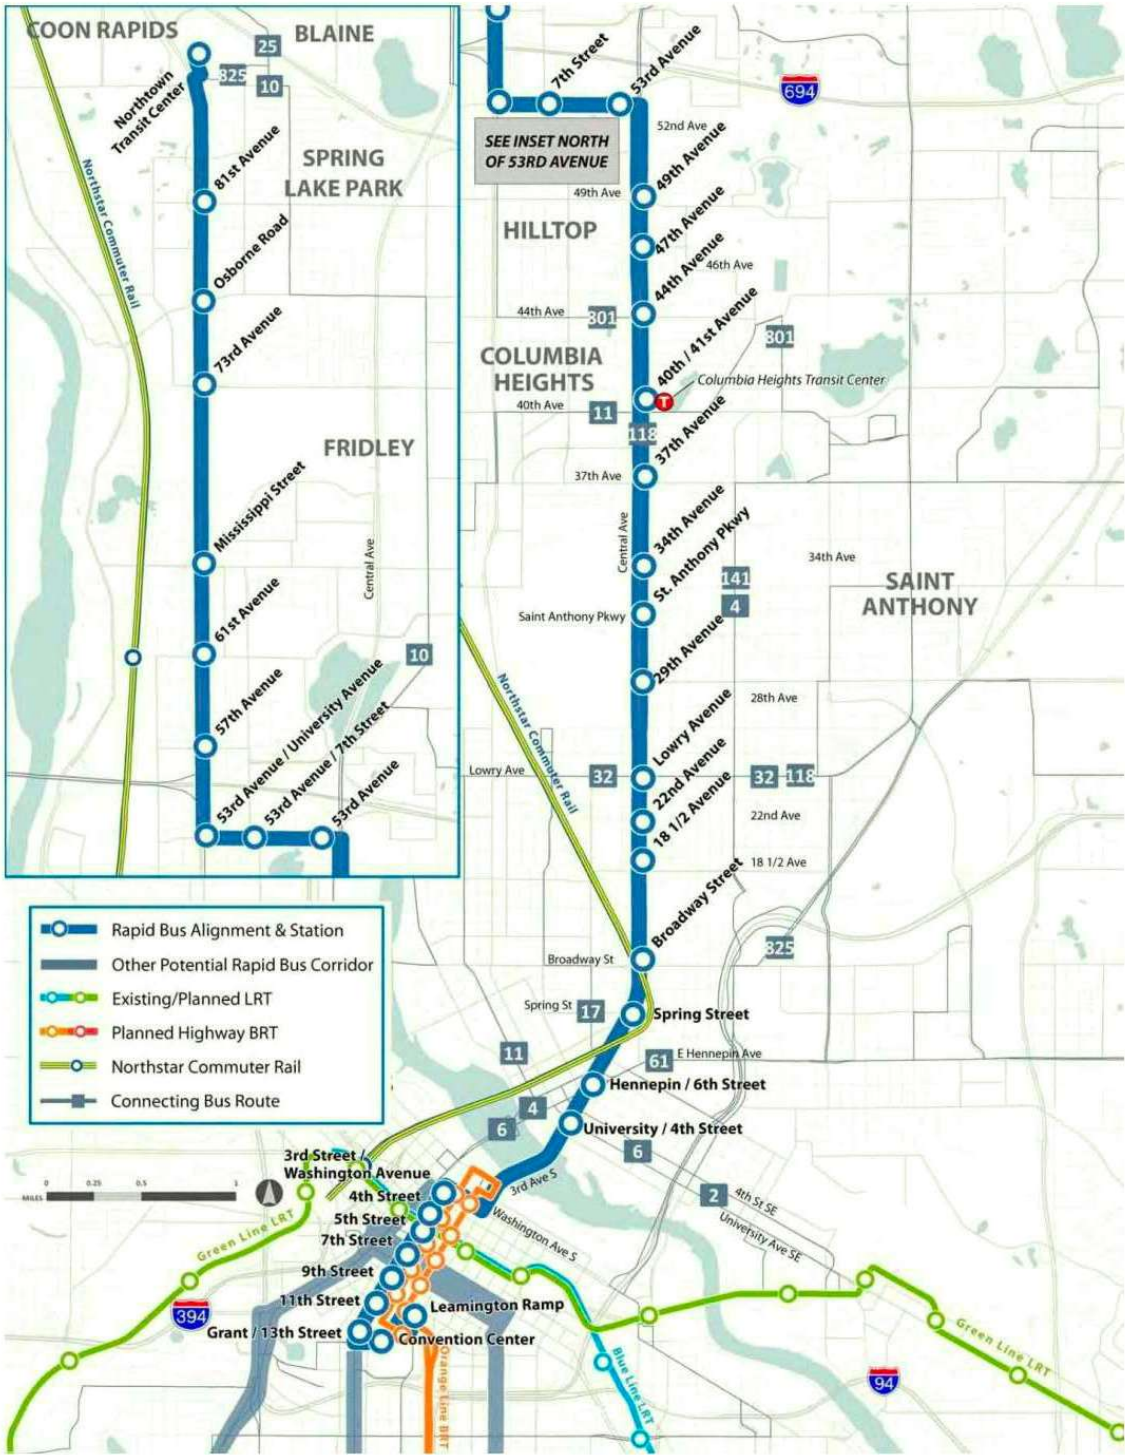 COON RAPIDS
BLAINE
25
825
10
Northtown
Transit Center
81st Avenue
SPRING
LAKE PARK
Northstar Commuter Rail
Osborne Road
73rd Avenue
FRIDLEY
Mississippi Street
Central Ave
61st Avenue
10
57th Avenue
53rd Avenue / University Avenue
53rd Avenue / 7th Street
53rd Avenue
7th Street
53rd Avenue
694
SEE INSET NORTH
OF 53RD AVENUE
52nd Ave
49th Ave
49th Avenue
HILLTOP
47th Avenue
46th Ave
44th Avenue
44th Ave
801
801
COLUMBIA
HEIGHTS
40th / 41st Avenue
T
Columbia Heights Transit Center
40th Ave
11
118
37th Avenue
37th Ave
Central Ave
34th Avenue
34th Ave
St. Anthony Pkwy
Saint Anthony Pkwy
141
4
SAINT
ANTHONY
29th Avenue
28th Ave
Northstar Commuter Rail
Lowry Avenue
Lowry Ave
32
32
118
22nd Avenue
22nd Ave
18 1/2 Avenue
18 1/2 Ave
Broadway Street
Broadway St
825
Spring St
17
Spring Street
11
61
E Hennepin Ave
Hennepin / 6th Street
4
6
University / 4th Street
6
2
4th St SE
University Ave SE
3rd Ave S
Washington Ave S
Rapid Bus Alignment & Station
Other Potential Rapid Bus Corridor
Existing/Planned LRT
Planned Highway BRT
Northstar Commuter Rail
Connecting Bus Route
MILES
0 0.25 0.5 1
3rd Street /
Washington Avenue
4th Street
5th Street
7th Street
9th Street
11th Street
Grant / 13th Street
Leamington Ramp
Convention Center
Green Line LRT
394
Orange Line BRT
Blue Line LRT
Green Line LRT
94